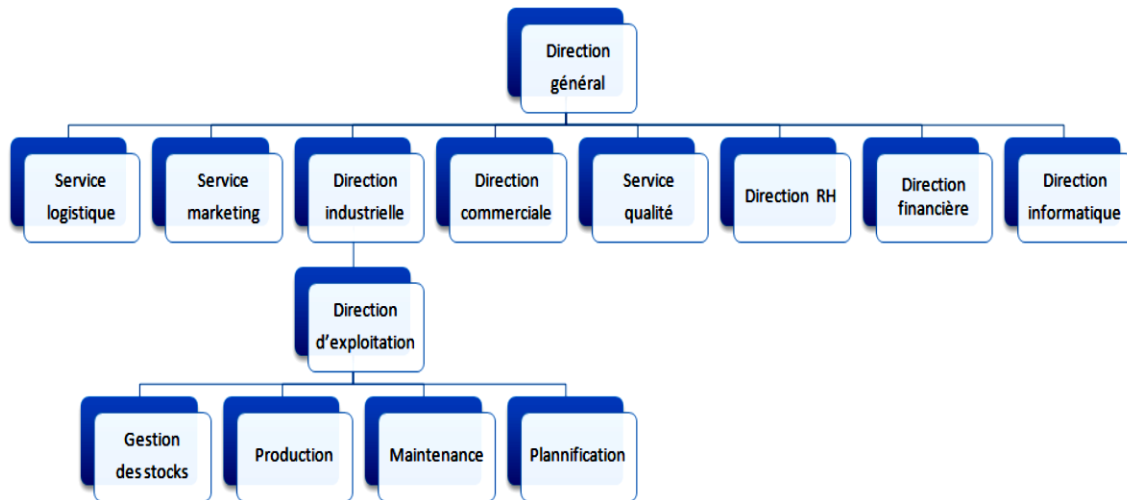 Direction
général
Service
logistique
Service
marketing
Direction
industrielle
Direction
commerciale
Service
qualité
Direction RH
Direction
financière
Direction
informatique
Direction
d'exploitation
Gestion
des stocks
Production
Maintenance
Plannification